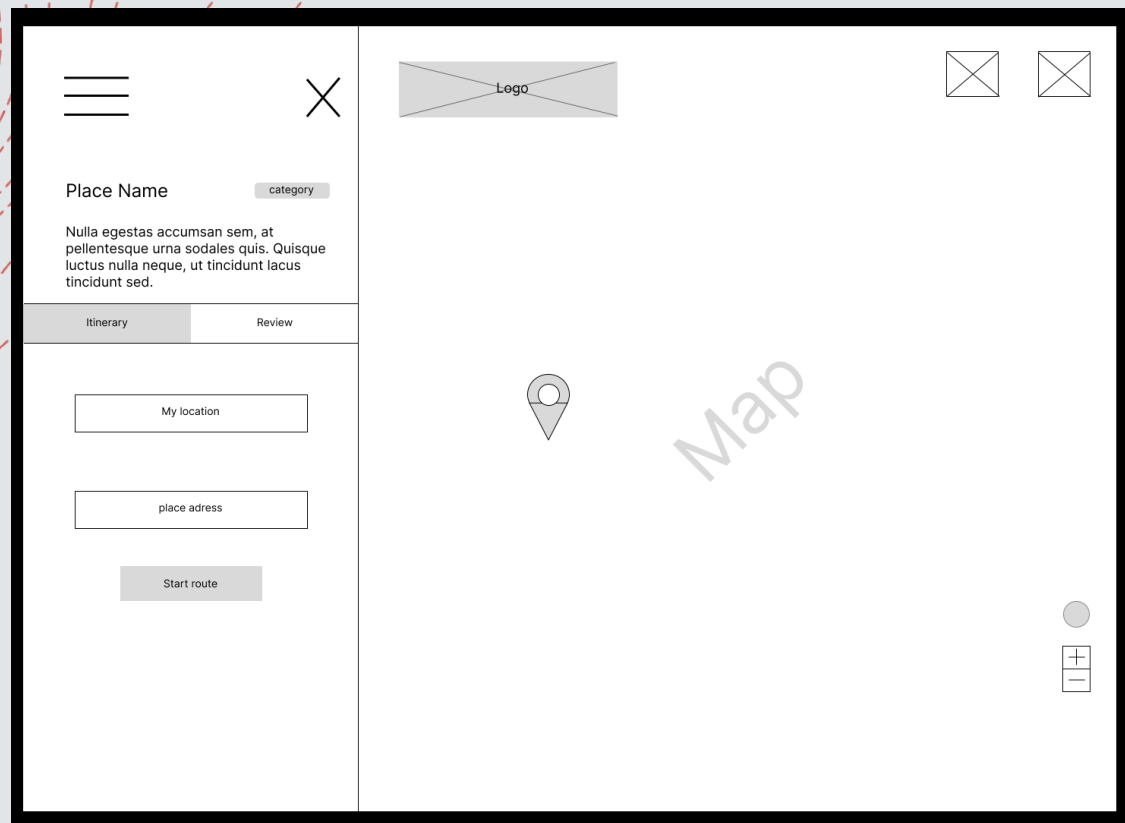 Logo
Place Name
category
Nulla egestas accumsan sem, at
pellentesque urna sodales quis. Quisque
luctus nulla neque, ut tincidunt lacus
tincidunt sed.
Itinerary
Review
My location
place adress
Start route
Map